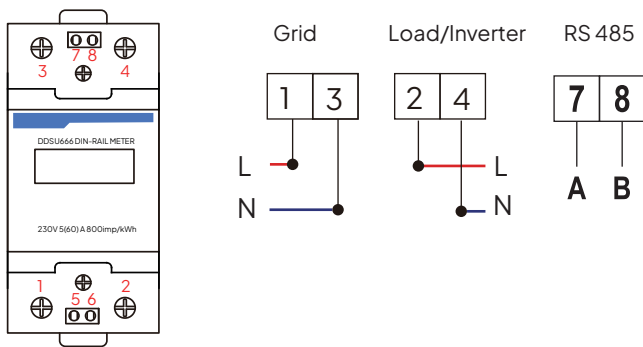 7 8
3 4
DDSU666 DIN-RAIL METER
230V 5(60) A 800imp/kWh
1 2
5 6
Grid
1 3
L
N
Load/Inverter
2 4
L
N
RS 485
7 8
A B